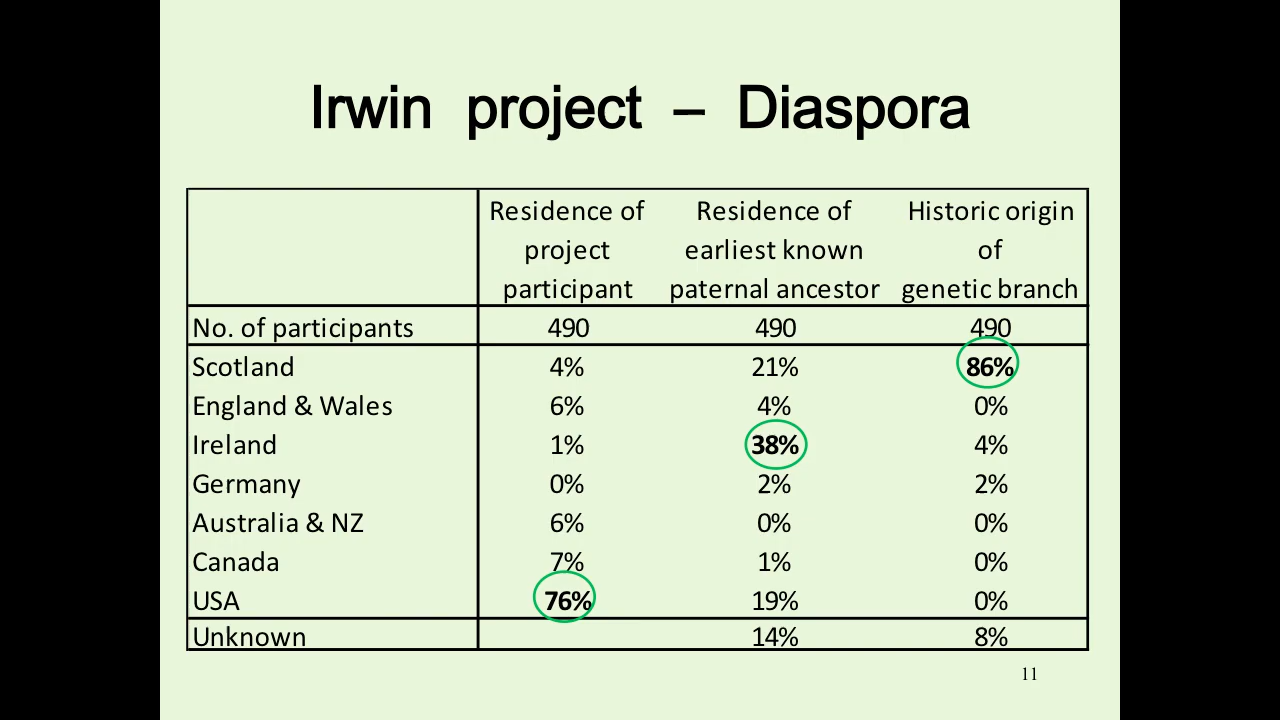 Irwin project – Diaspora
Residence of project participant Residence of earliest known paternal ancestor Historic origin of genetic branch
No. of participants 490 490 490
Scotland 4% 21% 86%
England & Wales 6% 4% 0%
Ireland 1% 38% 4%
Germany 0% 2% 2%
Australia & NZ 6% 0% 0%
Canada 7% 1% 0%
USA 76% 19% 0%
Unknown 14% 8%
11